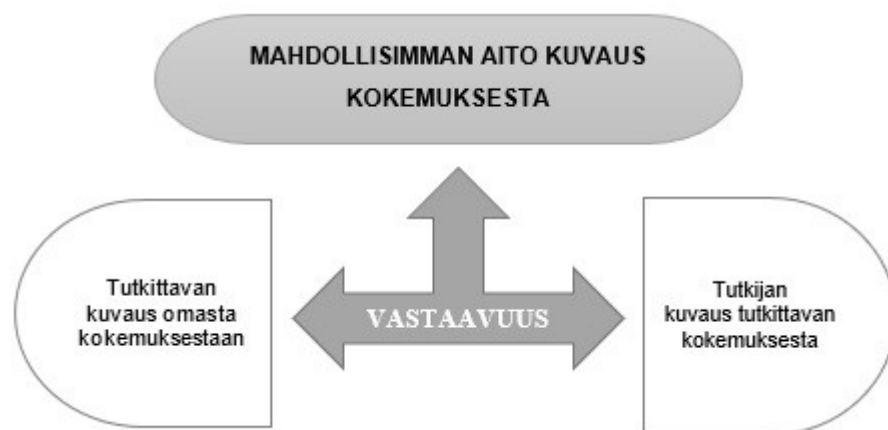 MAHDOLLISIMMAN AITO KUVAUS
KOKEMUKSESTA
Tutkittavan
kuvaus omasta
kokemuksestaan
VASTAAVUUS
Tutkijan
kuvaus tutkittavan
kokemuksesta